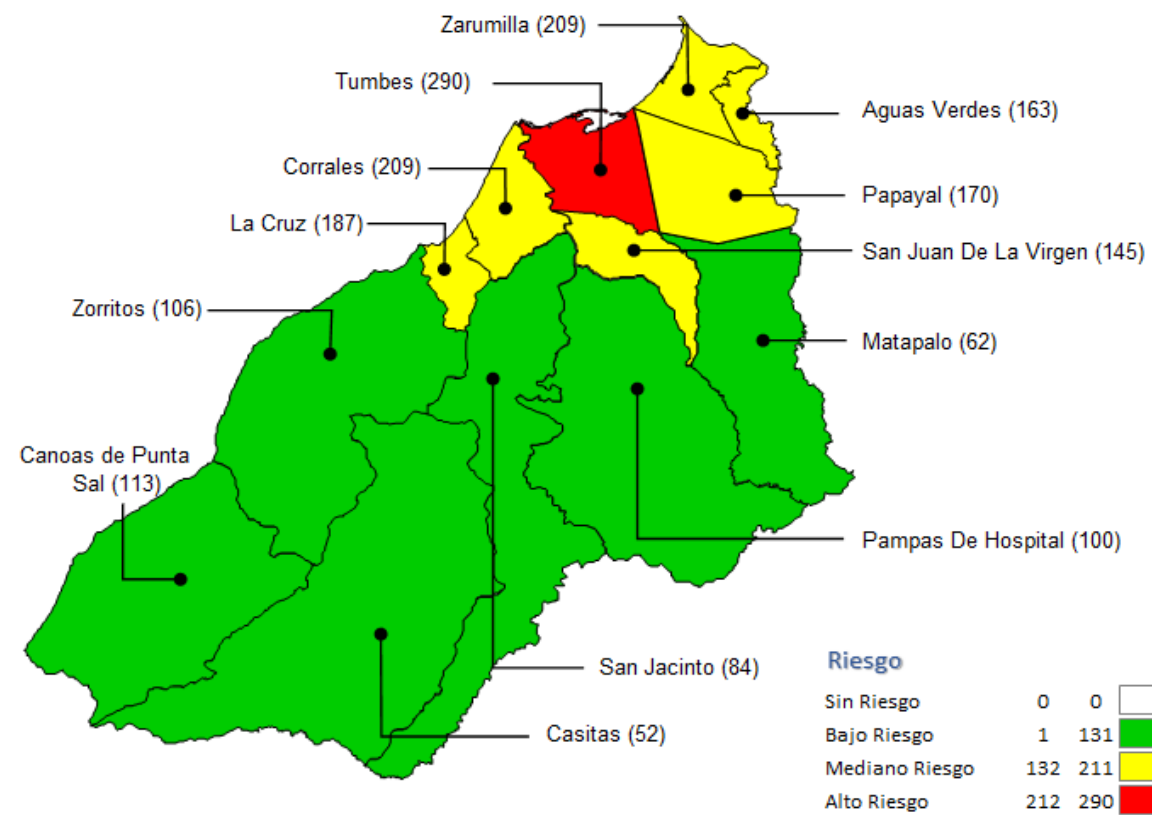 Zarumilla (209)
Tumbes (290)
Aguas Verdes (163)
Corrales (209)
Papayal (170)
La Cruz (187)
San Juan De La Virgen (145)
Zorritos (106)
Matapalo (62)
Canoas de Punta
Sal (113)
Pampas De Hospital (100)
San Jacinto (84)
Casitas (52)
Riesgo
Sin Riesgo 0 0
Bajo Riesgo 1 131
Mediano Riesgo 132 211
Alto Riesgo 212 290